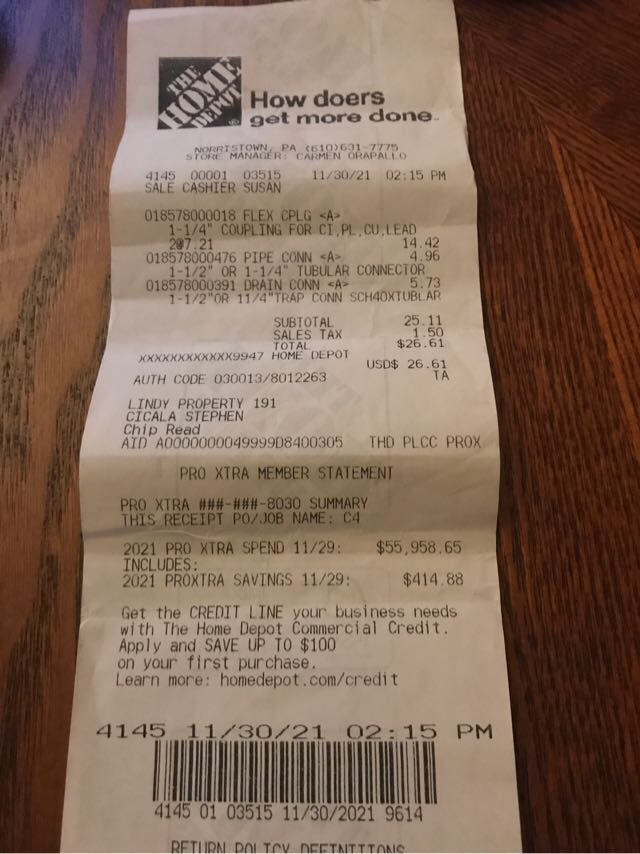 THE
HOME
DEPOT
How doers
get more done.
NORRISTOWN, PA (610)631-7775
STORE MANAGER: CARMEN ORAPALLO
4145 00001 03515 11/30/21 02:15 PM
SALE CASHIER SUSAN
018578000018 FLEX CPLG <A>
1-1/4" COUPLING FOR CI,PL,CU,LEAD
2@7.21 14.42
018578000476 PIPE CONN <A> 4.96
1-1/2" OR 1-1/4" TUBULAR CONNECTOR
018578000391 DRAIN CONN <A> 5.73
1-1/2"OR 11/4"TRAP CONN SCH40XTUBLAR
SUBTOTAL 25.11
SALES TAX 1.50
TOTAL $26.61
XXXXXXXXXXXX9947 HOME DEPOT
USD$ 26.61
AUTH CODE 030013/8012263 TA
LINDY PROPERTY 191
CICALA STEPHEN
Chip Read
AID A0000000049999D8400305 THD PLCC PROX
PRO XTRA MEMBER STATEMENT
PRO XTRA ###-###-8030 SUMMARY
THIS RECEIPT PO/JOB NAME: C4
2021 PRO XTRA SPEND 11/29: $55,958.65
INCLUDES:
2021 PROXTRA SAVINGS 11/29: $414.88
Get the CREDIT LINE your business needs
with The Home Depot Commercial Credit.
Apply and SAVE UP TO $100
on your first purchase.
Learn more: homedepot.com/credit
4145 11/30/21 02:15 PM
4145 01 03515 11/30/2021 9614
RETURN POLICY DEFINITIONS